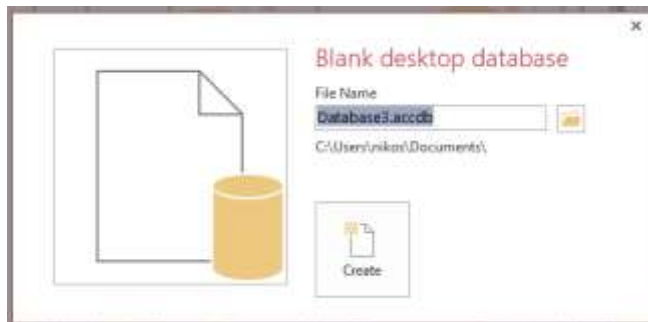 Blank desktop database
File Name
Database3.accdb
C:\Users\nikos\Documents\
Create